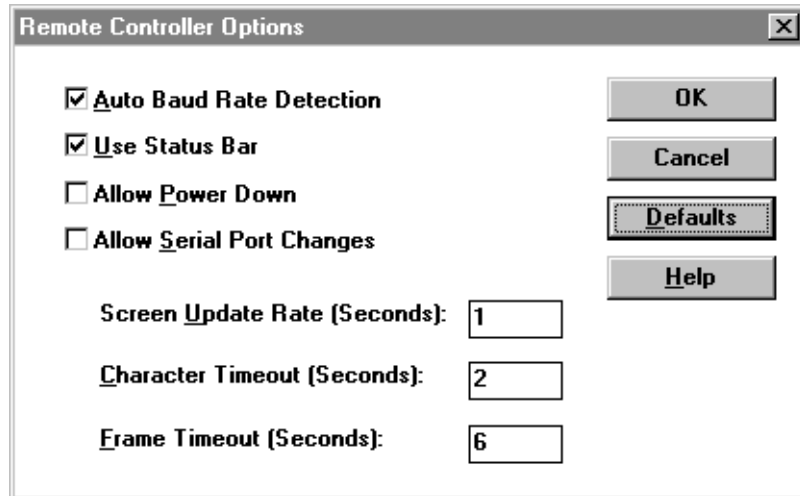 Remote Controller Options
Auto Baud Rate Detection
Use Status Bar
Allow Power Down
Allow Serial Port Changes
OK
Cancel
Defaults
Help
Screen Update Rate (Seconds): 1
Character Timeout (Seconds): 2
Frame Timeout (Seconds): 6